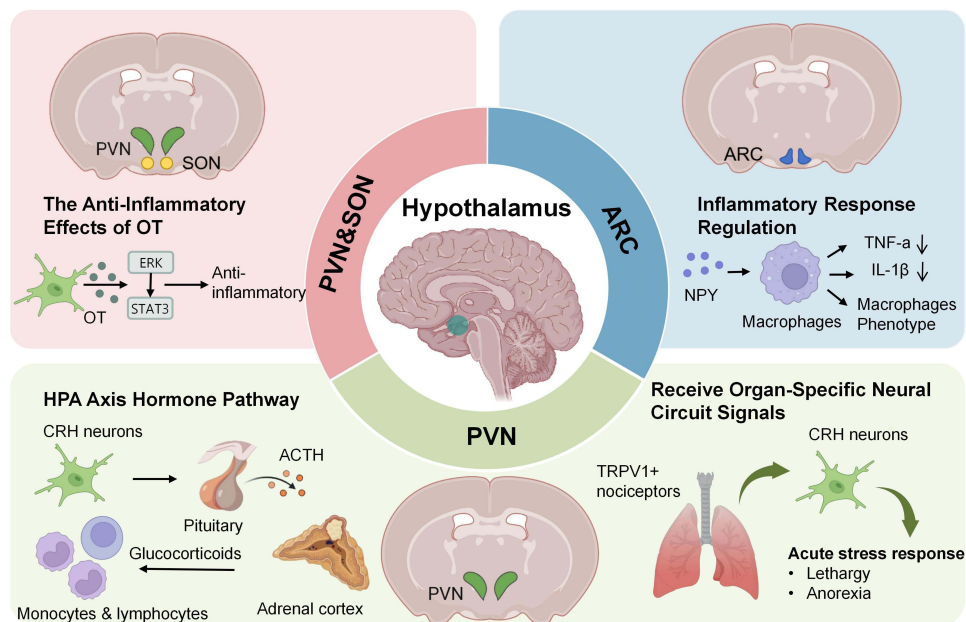 PVN
SON
The Anti-Inflammatory
Effects of OT
ERK
STAT3
OT
Anti-
inflammatory
PVN&SON
Hypothalamus
ARC
PVN
ARC
Inflammatory Response
Regulation
NPY
Macrophages
TNF-a ↓
IL-1β ↓
Macrophages
Phenotype
HPA Axis Hormone Pathway
CRH neurons
ACTH
Pituitary
Glucocorticoids
Monocytes & lymphocytes
Adrenal cortex
PVN
Receive Organ-Specific Neural
Circuit Signals
TRPV1+
nociceptors
CRH neurons
Acute stress response
• Lethargy
• Anorexia